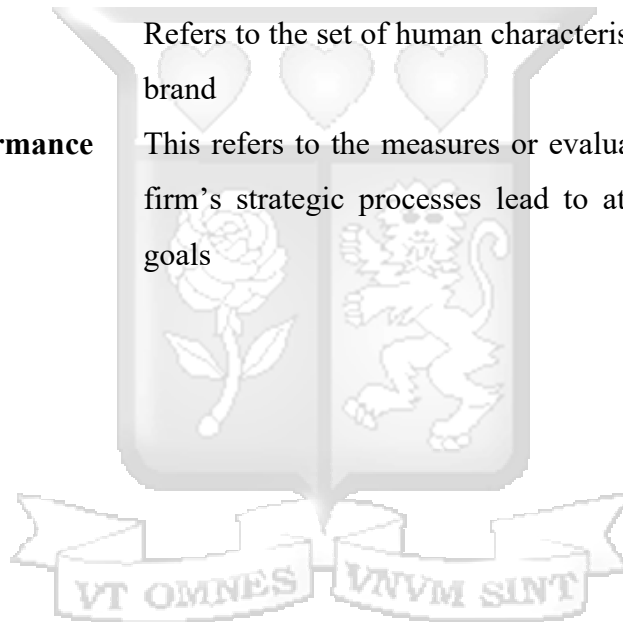 Refers to the set of human characteris
brand
rmance This refers to the measures or evalua
firm’s strategic processes lead to at
goals
VT OMNES VNVM SINT